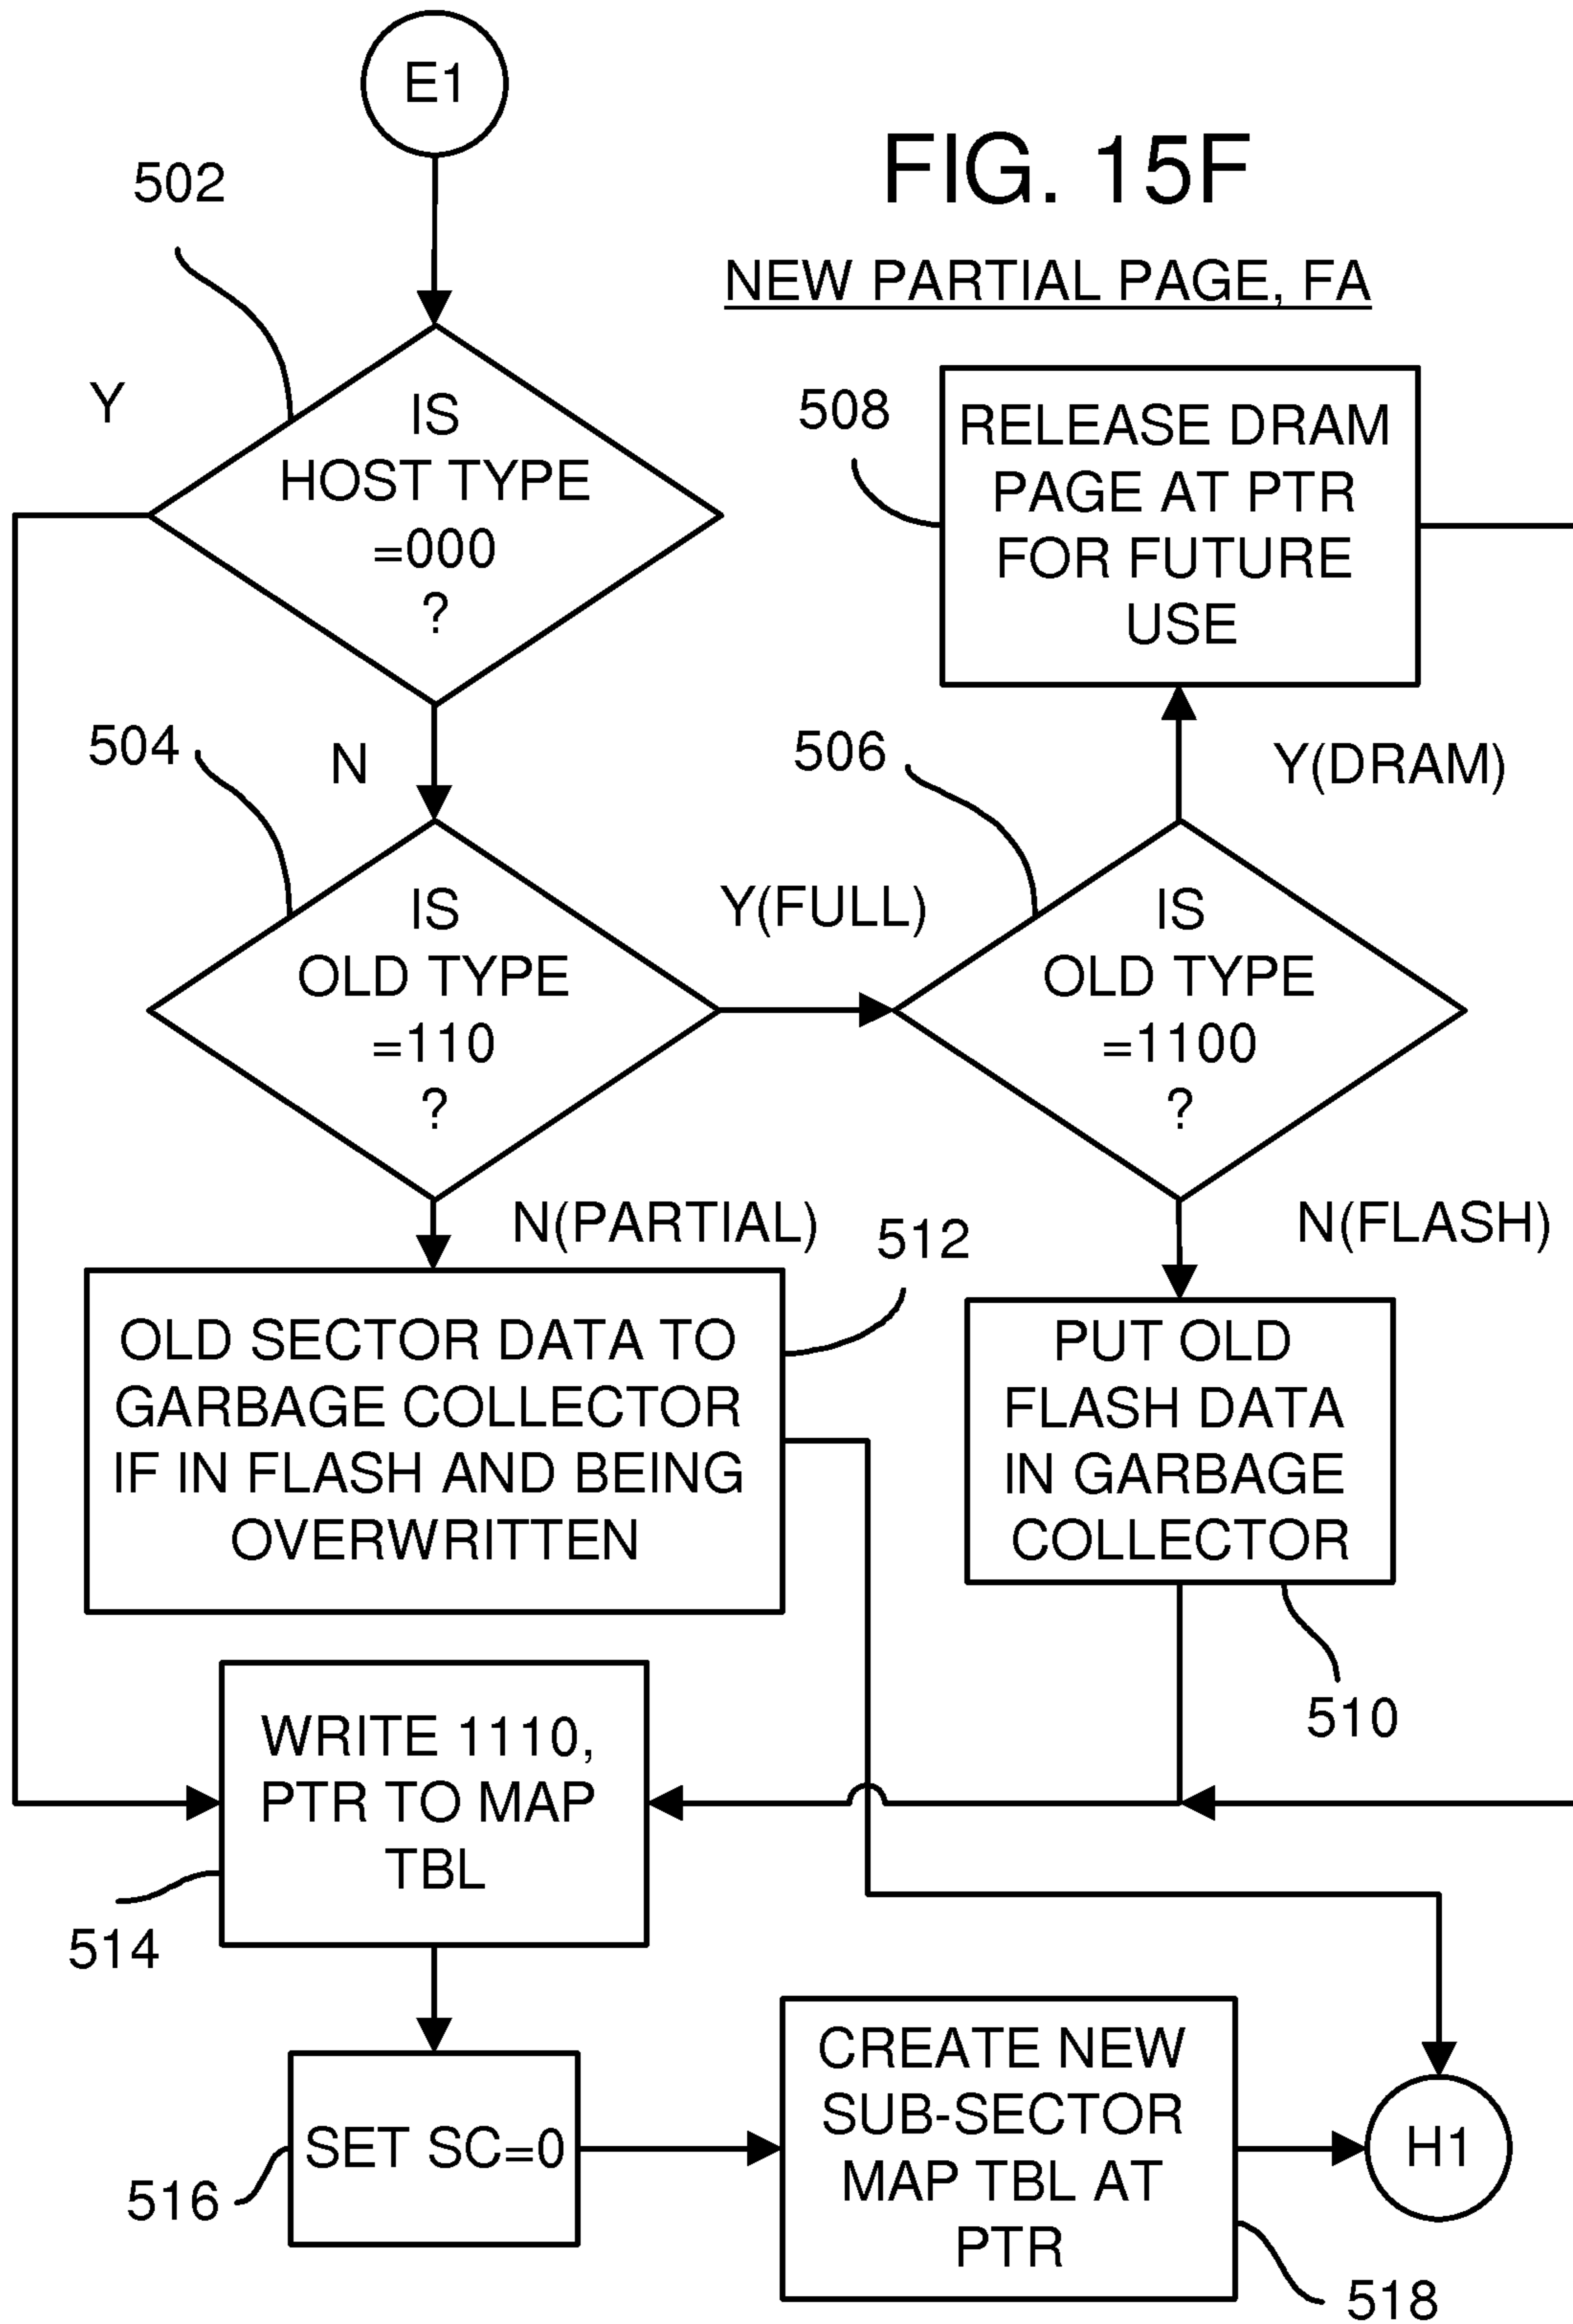 E1
FIG. 15F
NEW PARTIAL PAGE, FA
502
Y
IS
HOST TYPE
=000
?
508
RELEASE DRAM
PAGE AT PTR
FOR FUTURE
USE
504
N
506
Y(DRAM)
IS
OLD TYPE
=110
?
Y(FULL)
IS
OLD TYPE
=1100
?
N(PARTIAL)
512
N(FLASH)
OLD SECTOR DATA TO
GARBAGE COLLECTOR
IF IN FLASH AND BEING
OVERWRITTEN
PUT OLD
FLASH DATA
IN GARBAGE
COLLECTOR
510
WRITE 1110,
PTR TO MAP
TBL
514
SET SC=0
516
CREATE NEW
SUB-SECTOR
MAP TBL AT
PTR
518
H1